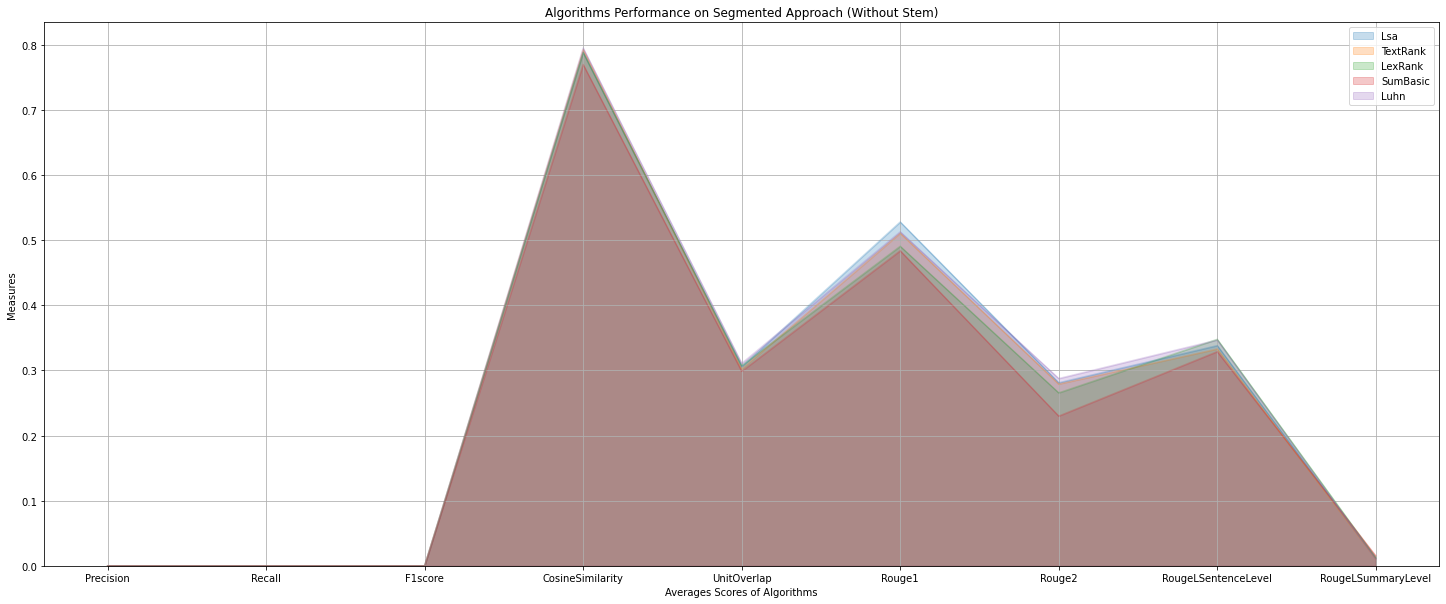 Algorithms Performance on Segmented Approach (Without Stem)
Lsa
TextRank
LexRank
SumBasic
Luhn
Measures
0.8
0.7
0.6
0.5
0.4
0.3
0.2
0.1
0.0
Precision Recall F1score CosineSimilarity UnitOverlap Rouge1 Rouge2 RougeLSentenceLevel RougeLSummaryLevel
Averages Scores of Algorithms